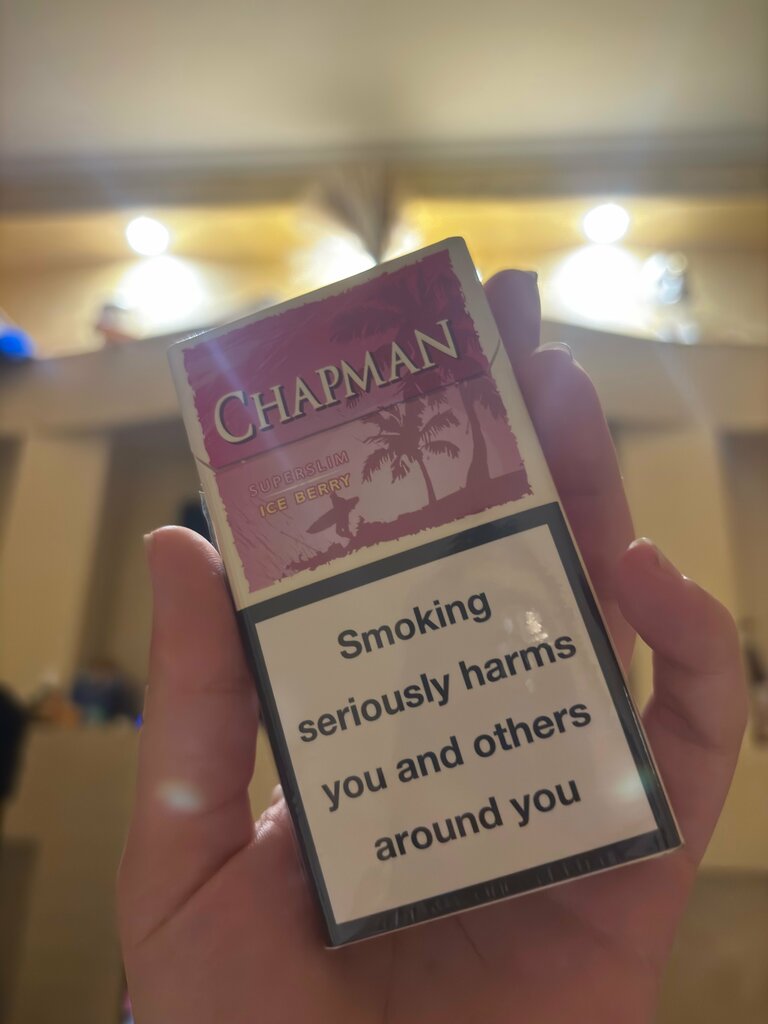 CHAPMAN
SUPERSLIM
ICE BERRY
Smoking
seriously harms
you and others
around you